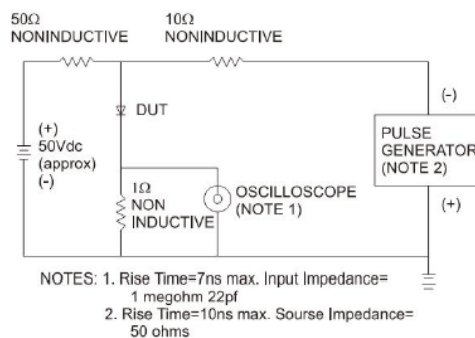 50Ω
NONINDUCTIVE
10Ω
NONINDUCTIVE
(+)
50Vdc
(approx)
(-)
DUT
1Ω
NON
INDUCTIVE
OSCILLOSCOPE
(NOTE 1)
(-)
PULSE
GENERATOR
(NOTE 2)
(+)
NOTES: 1. Rise Time=7ns max. Input Impedance=
1 megohm 22pf
2. Rise Time=10ns max. Sourse Impedance=
50 ohms